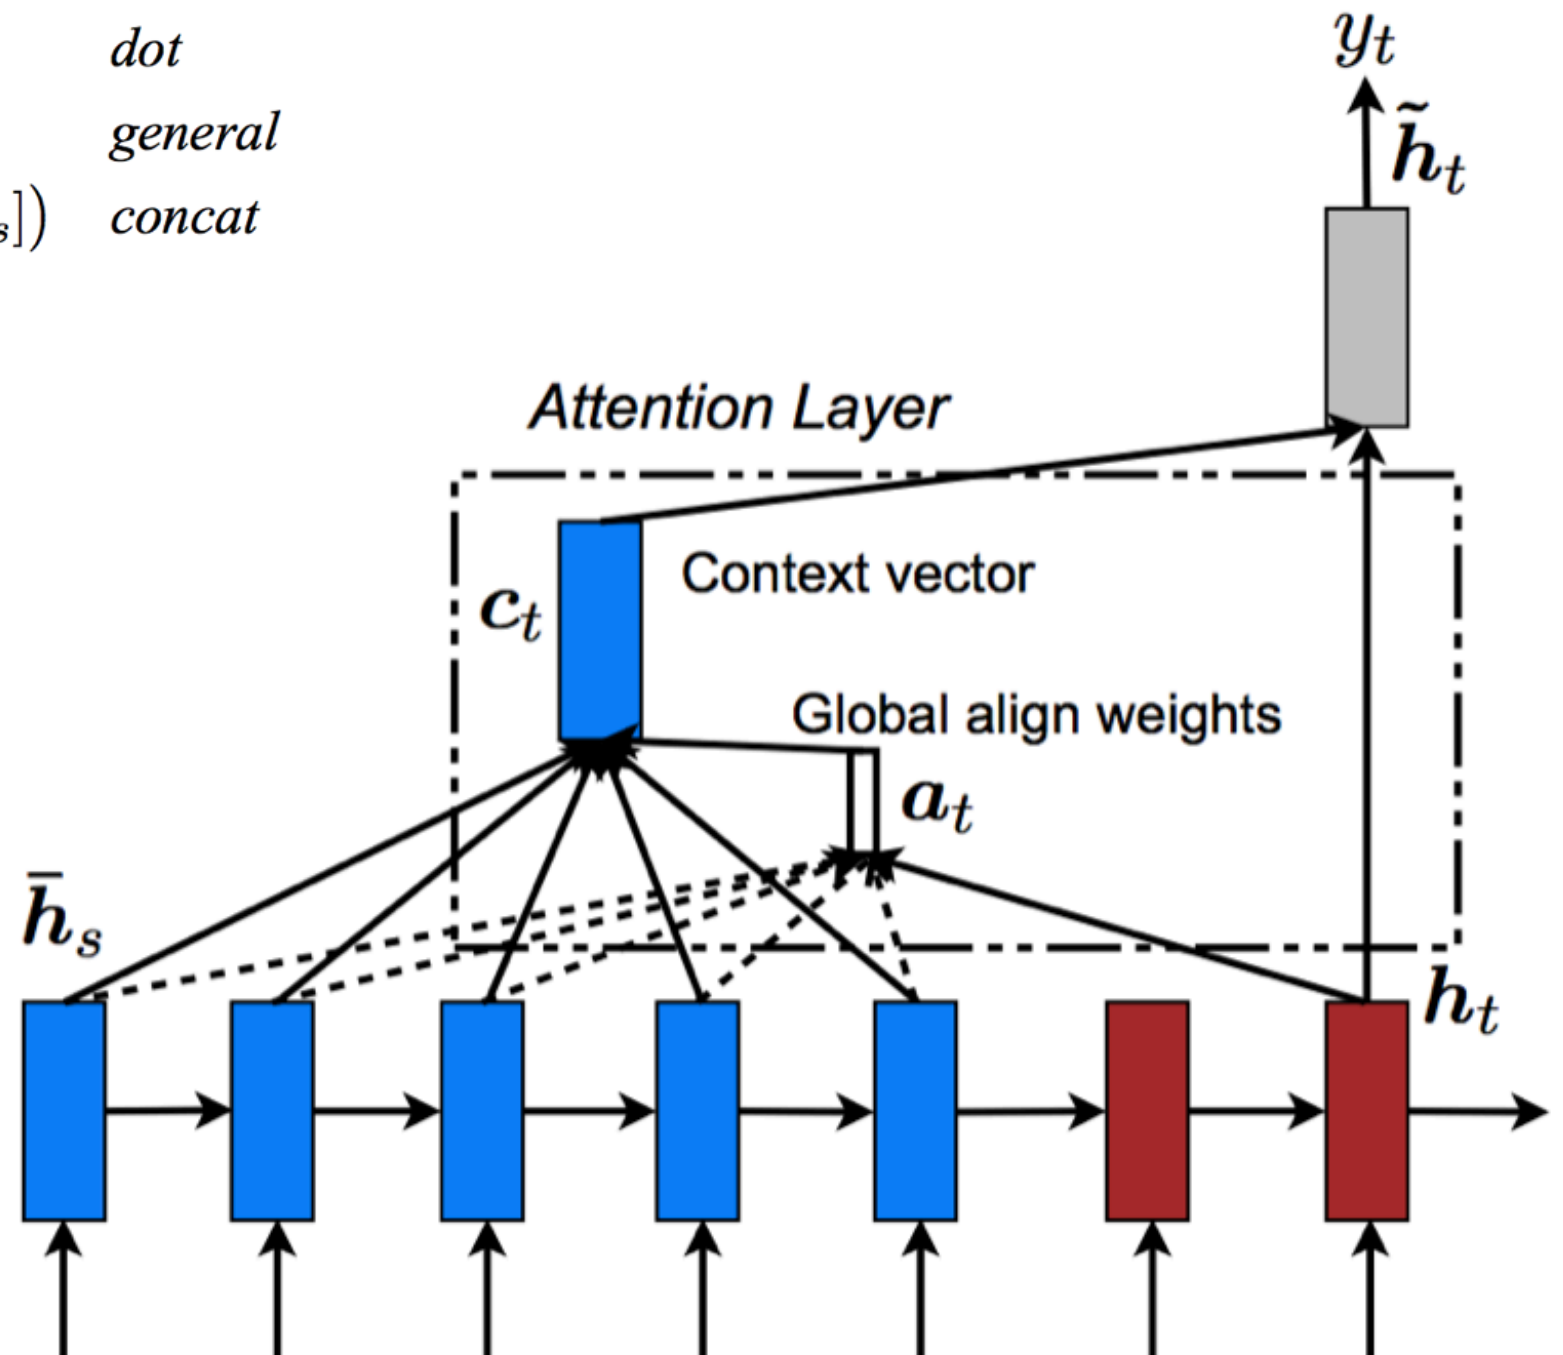 dot
general
s]) concat
y_t
h̃_t
Attention Layer
Context vector
c_t
Global align weights
a_t
h̄_s
h_t